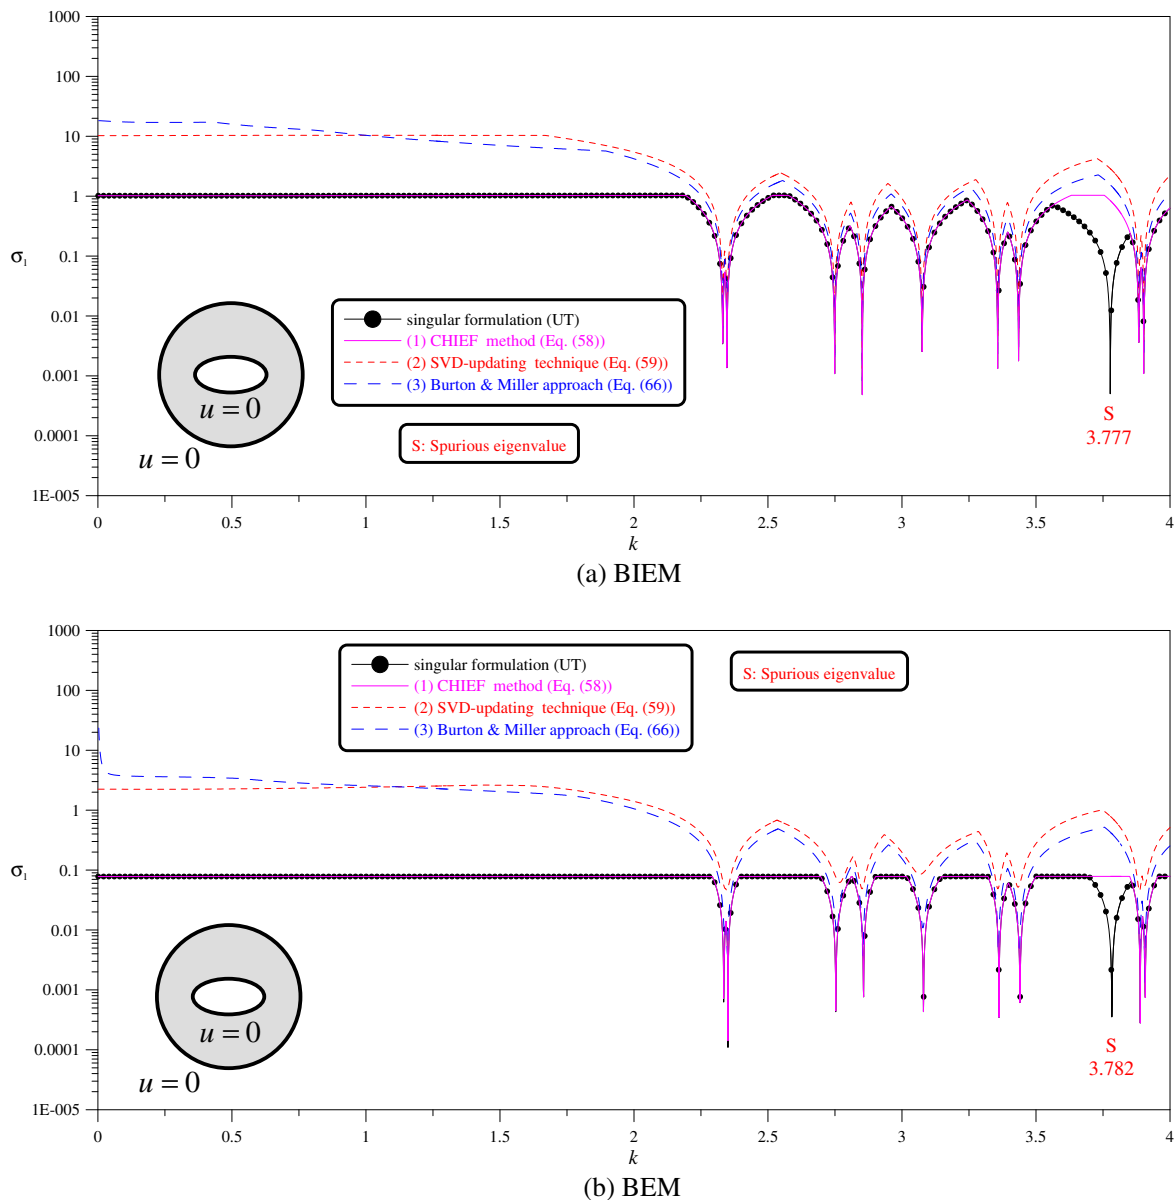 1000
100
10
1
0.1
0.01
0.001
0.0001
1E-005
σ₁
singular formulation (UT)
(1) CHIEF method (Eq. (58))
(2) SVD-updating technique (Eq. (59))
(3) Burton & Miller approach (Eq. (66))
S: Spurious eigenvalue
u = 0
u = 0
S
3.777
0 0.5 1 1.5 2 2.5 3 3.5 4
k
(a) BIEM
1000
100
10
1
0.1
0.01
0.001
0.0001
1E-005
σ₁
singular formulation (UT)
(1) CHIEF method (Eq. (58))
(2) SVD-updating technique (Eq. (59))
(3) Burton & Miller approach (Eq. (66))
S: Spurious eigenvalue
u = 0
u = 0
S
3.782
0 0.5 1 1.5 2 2.5 3 3.5 4
k
(b) BEM